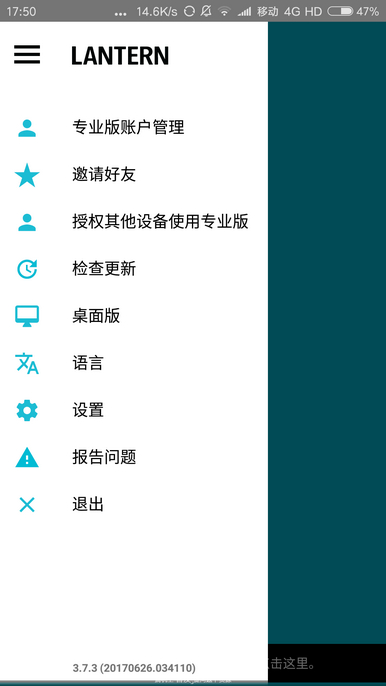 17:50 ... 14.6K/s 移动 4G HD 47%
LANTERN
专业版账户管理
邀请好友
授权其他设备使用专业版
检查更新
桌面版
语言
设置
报告问题
退出
击这里。
3.7.3 (20170626.034110)